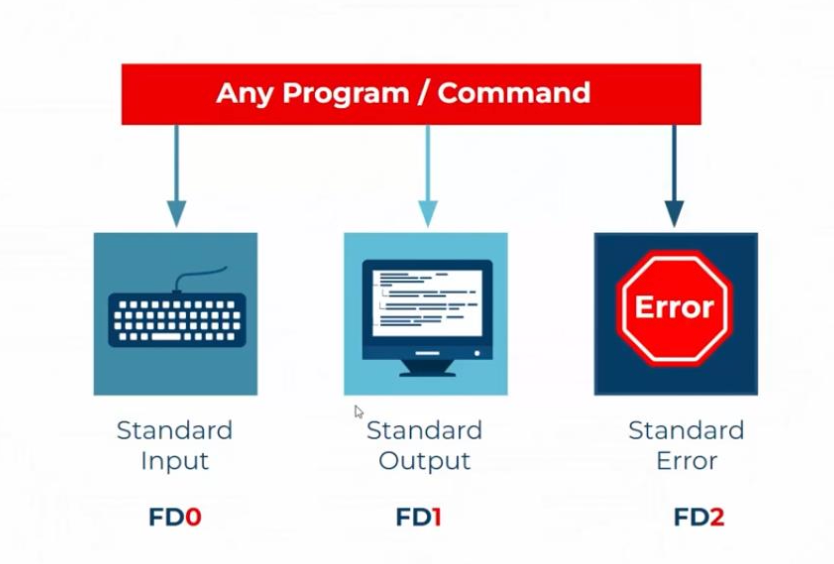 Any Program / Command
Error
Standard
Input
Standard
Output
Standard
Error
FD0
FD1
FD2